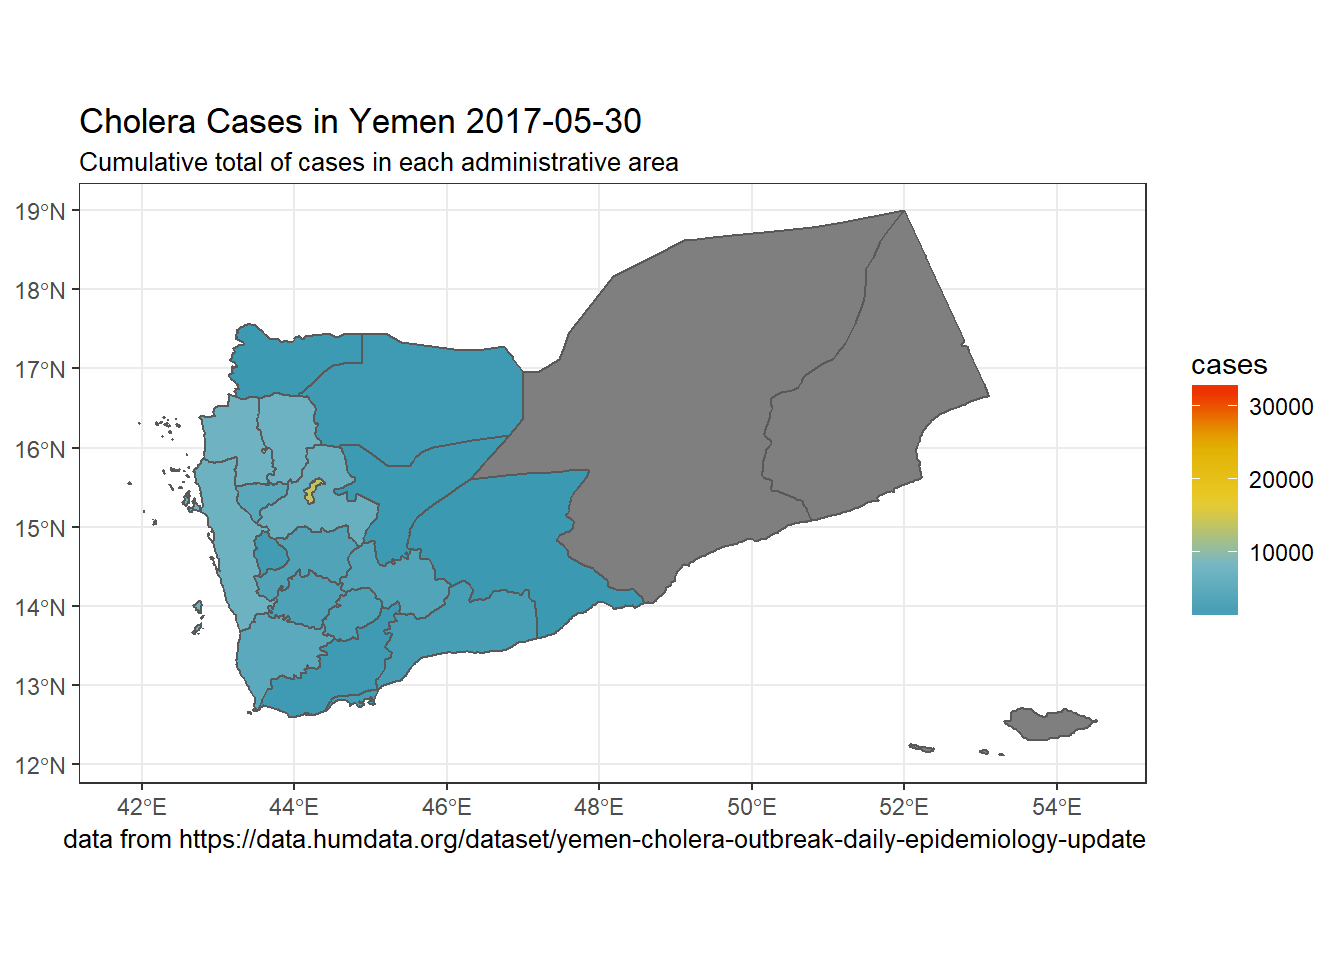 Cholera Cases in Yemen 2017-05-30
Cumulative total of cases in each administrative area
19°N
18°N
17°N
16°N
15°N
14°N
13°N
12°N
42°E
44°E
46°E
48°E
50°E
52°E
54°E
data from https://data.humdata.org/dataset/yemen-cholera-outbreak-daily-epidemiology-update
cases
30000
20000
10000